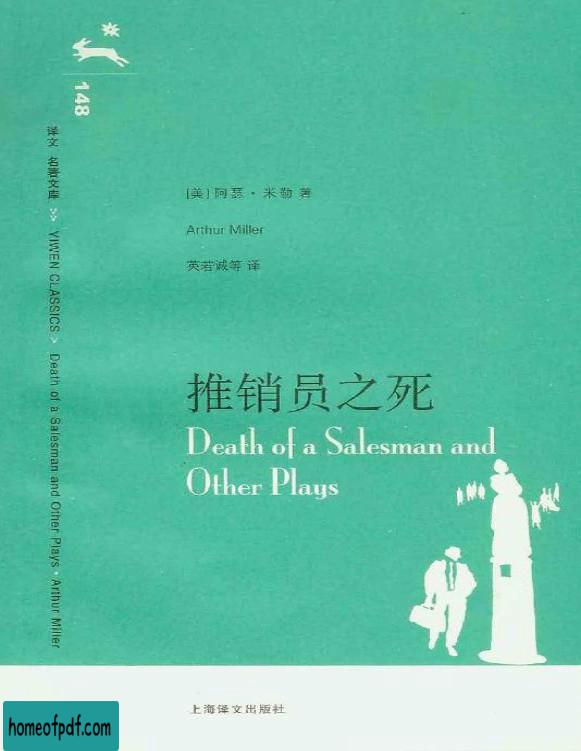 148
译文 名著文库 >> YIWEN CLASSICS > Death of a Salesman and Other Plays · Arthur Miller
[美] 阿瑟·米勒 著
Arthur Miller
英若诚等 译
推销员之死
Death of a Salesman and
Other Plays
上海译文出版社
homeofpdf.com